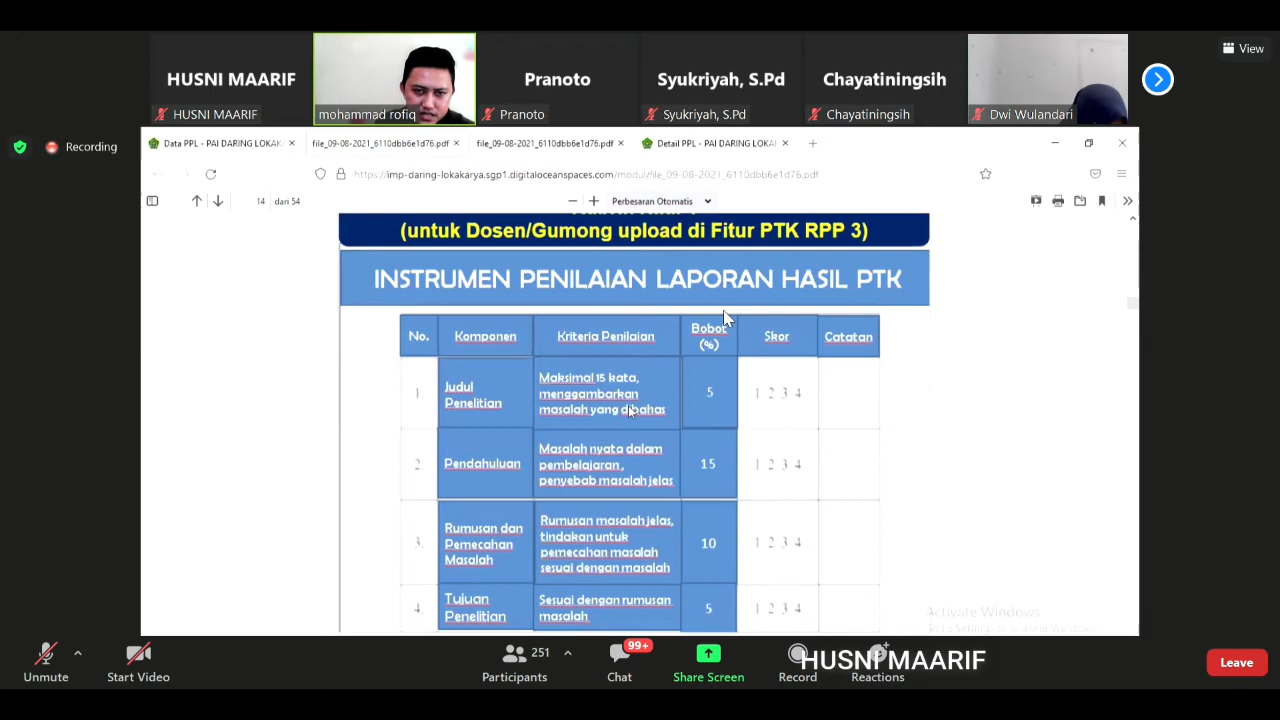 HUSNI MAARIF
Pranoto
Syukriyah, S.Pd
Chayatiningsih
View
HUSNI MAARIF
mohammad rofiq
Pranoto
Syukriyah, S.Pd
Chayatiningsih
Dwi Wulandari
Recording
Data PPL - PAI DARING LOKAK
file_09-08-2021_6110dbb6e1d76.pdf
file_09-08-2021_6110dbb6e1d76.pdf
Detail PPL - PAI DARING LOKA
https://imp-daring-lokakarya.sgp1.digitaloceanspaces.com/modul/file_09-08-2021_6110dbb6e1d76.pdf
14 dari 54
Perbesaran Otomatis
(untuk Dosen/Gumong upload di Fitur PTK RPP 3)
INSTRUMEN PENILAIAN LAPORAN HASIL PTK
No. Komponen Kriteria Penilaian Bobot (%) Skor Catatan
1. Judul Penelitian
Maksimal 15 kata,
menggambarkan
masalah yang dibahas
5
1 2 3 4
2. Pendahuluan
Masalah nyata dalam
pembelajaran ,
penyebab masalah jelas
15
1 2 3 4
3. Rumusan dan
Pemecahan
Masalah
Rumusan masalah jelas,
tindakan untuk
pemecahan masalah
sesuai dengan masalah
10
1 2 3 4
4. Tujuan
Penelitian
Sesuai dengan rumusan
masalah
5
1 2 3 4
Activate Windows
Go to Settings to activate Windows.
Unmute
Start Video
251
Participants
99+
Chat
Share Screen
Record
Reactions
HUSNI MAARIF
Leave